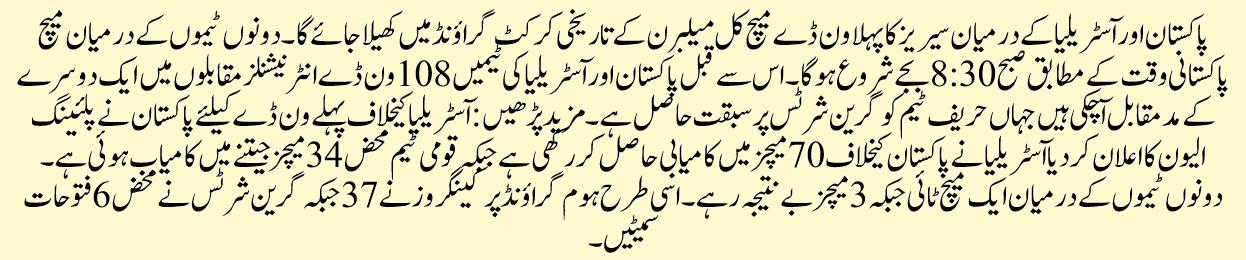 پاکستان اور آسٹریلیا کے درمیان سیریز کا پہلا ون ڈے میچ کل میلبرن کے تاریخی کرکٹ گراؤنڈ میں کھیلا جائے گا۔ دونوں ٹیموں کے درمیان میچ
پاکستانی وقت کے مطابق صبح 8:30 بجے شروع ہوگا۔ اس سے قبل پاکستان اور آسٹریلیا کی ٹیمیں 108 ون ڈے انٹرنیشنلز مقابلوں میں ایک دوسرے
کے مدمقابل آچکی ہیں جہاں حریف ٹیم کو گرین شرٹس پر سبقت حاصل ہے۔ مزید پڑھیں: آسٹریلیا کیخلاف پہلے ون ڈے کیلئے پاکستان نے پلئینگ
الیون کا اعلان کر دیا آسٹریلیا نے پاکستان کیخلاف 70 میچز میں کامیابی حاصل کر رکھی ہے جبکہ قومی ٹیم محض 34 میچز جیتنے میں کامیاب ہوئی ہے۔
دونوں ٹیموں کے درمیان ایک میچ ٹائی جبکہ 3 میچز بے نتیجہ رہے۔ اسی طرح ہوم گراؤنڈ پر کینگروز نے 37 جبکہ گرین شرٹس نے محض 6 فتوحات
سمیٹیں۔